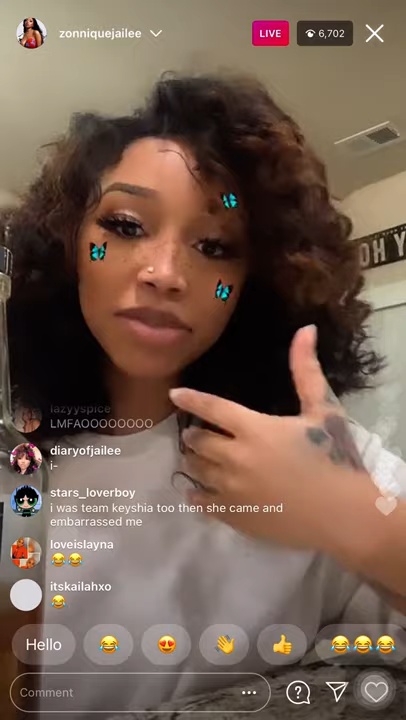 zonniquejailee
LIVE
6,702
OH Y
lazyyspice
LMFAOOOOOOOO
diaryofjailee
i-
stars_loverboy
i was team keyshia too then she came and
embarrassed me
loveislayna
😂😂
itskailahxo
😂
Hello 😂 😍 👋 👍 😂😂😂
Comment